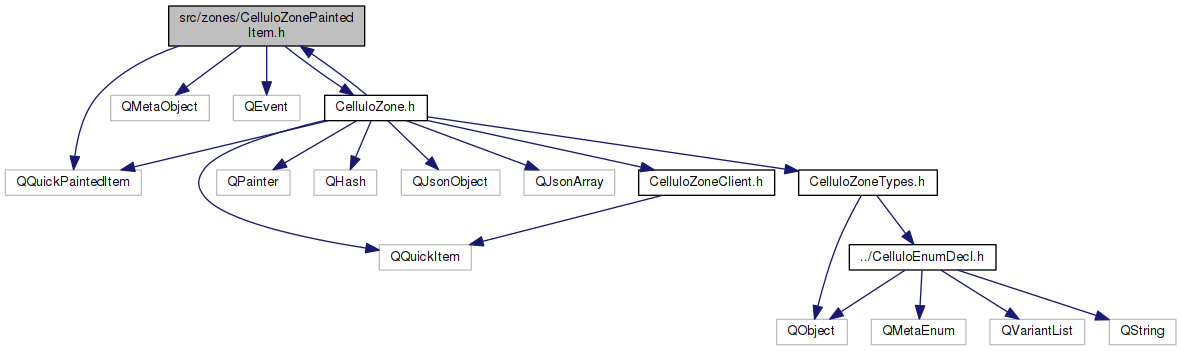 src/zones/CelluloZonePainted
Item.h
QMetaObject
QEvent
CelluloZone.h
QQuickPaintedItem
QPainter
QHash
QJsonObject
QJsonArray
CelluloZoneClient.h
CelluloZoneTypes.h
QQuickItem
../CelluloEnumDecl.h
QObject
QMetaEnum
QVariantList
QString